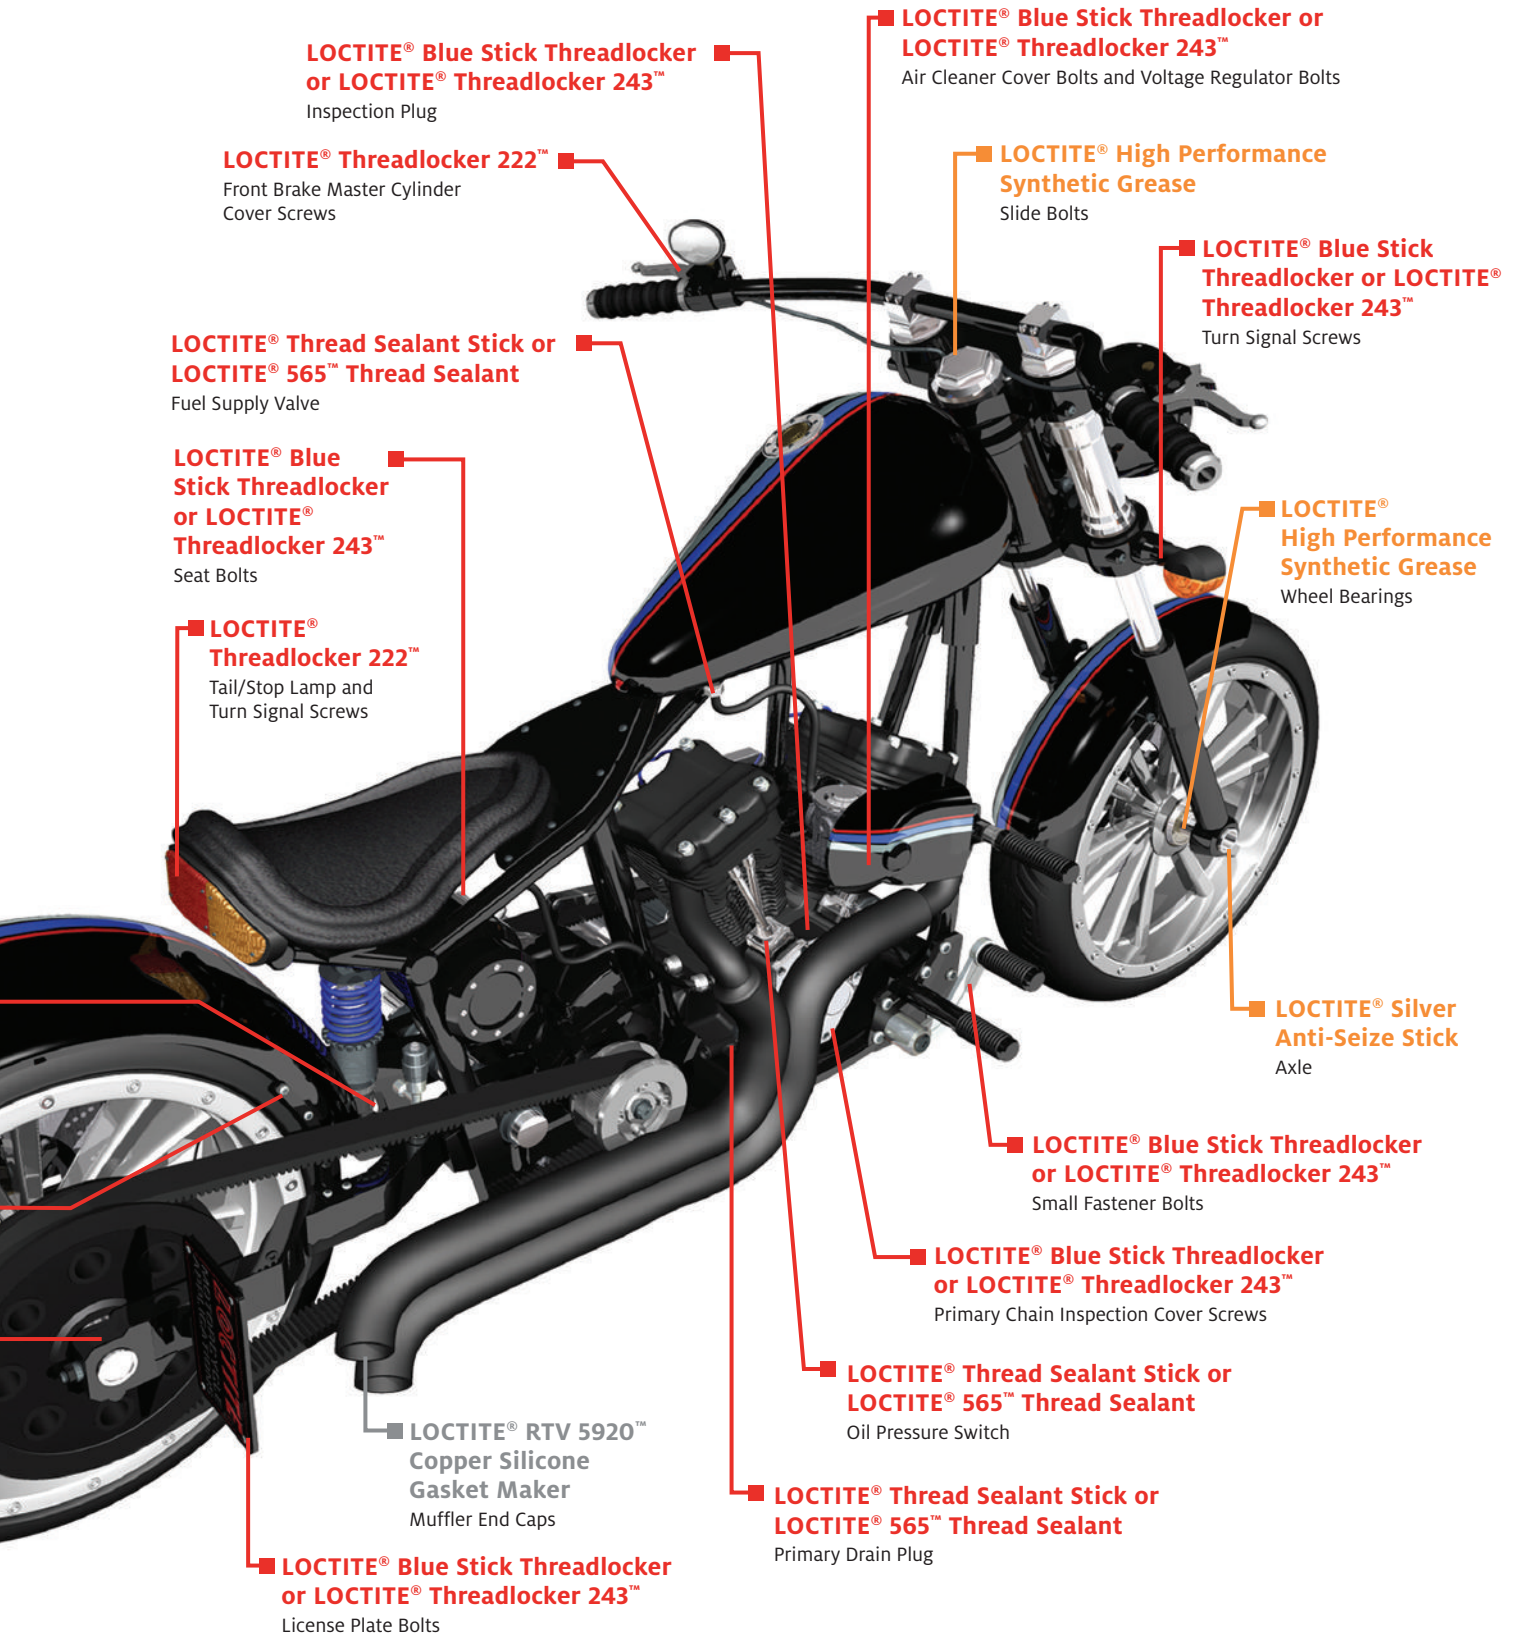 LOCTITE® Blue Stick Threadlocker or
LOCTITE® Threadlocker 243™
Air Cleaner Cover Bolts and Voltage Regulator Bolts
LOCTITE® Blue Stick Threadlocker
or LOCTITE® Threadlocker 243™
Inspection Plug
LOCTITE® Threadlocker 222™
Front Brake Master Cylinder
Cover Screws
LOCTITE® High Performance
Synthetic Grease
Slide Bolts
LOCTITE® Blue Stick
Threadlocker or LOCTITE®
Threadlocker 243™
Turn Signal Screws
LOCTITE® Thread Sealant Stick or
LOCTITE® 565™ Thread Sealant
Fuel Supply Valve
LOCTITE® Blue
Stick Threadlocker
or LOCTITE®
Threadlocker 243™
Seat Bolts
LOCTITE®
High Performance
Synthetic Grease
Wheel Bearings
LOCTITE®
Threadlocker 222™
Tail/Stop Lamp and
Turn Signal Screws
LOCTITE® Silver
Anti-Seize Stick
Axle
LOCTITE® Blue Stick Threadlocker
or LOCTITE® Threadlocker 243™
Small Fastener Bolts
LOCTITE® Blue Stick Threadlocker
or LOCTITE® Threadlocker 243™
Primary Chain Inspection Cover Screws
LOCTITE® Thread Sealant Stick or
LOCTITE® 565™ Thread Sealant
Oil Pressure Switch
LOCTITE
LOCTITE® RTV 5920™
Copper Silicone
Gasket Maker
Muffler End Caps
LOCTITE® Thread Sealant Stick or
LOCTITE® 565™ Thread Sealant
Primary Drain Plug
LOCTITE® Blue Stick Threadlocker
or LOCTITE® Threadlocker 243™
License Plate Bolts